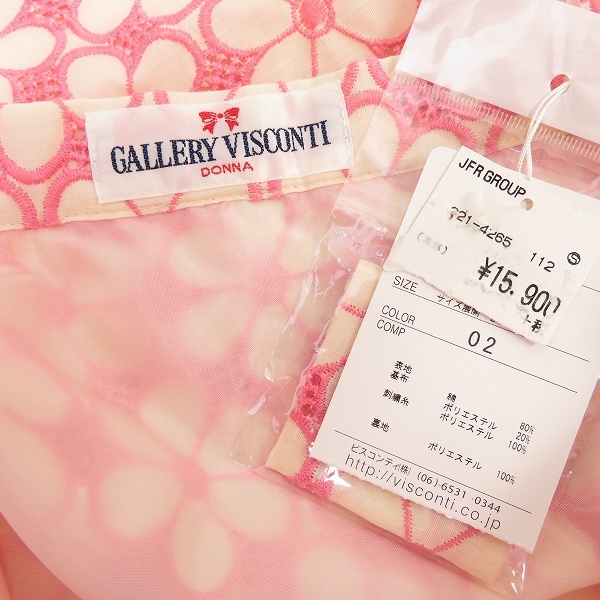 GALLERY VISCONTI
DONNA
JFR GROUP
21-4265
112 S
¥15,900
SIZE
COLOR
02
COMP
表地
基布
綿
80%
ポリエステル
20%
刺繍糸
ポリエステル
100%
裏地
ポリエステル
100%
ビスコンティ(株) (06)-6531-0344
http://visconti.co.jp